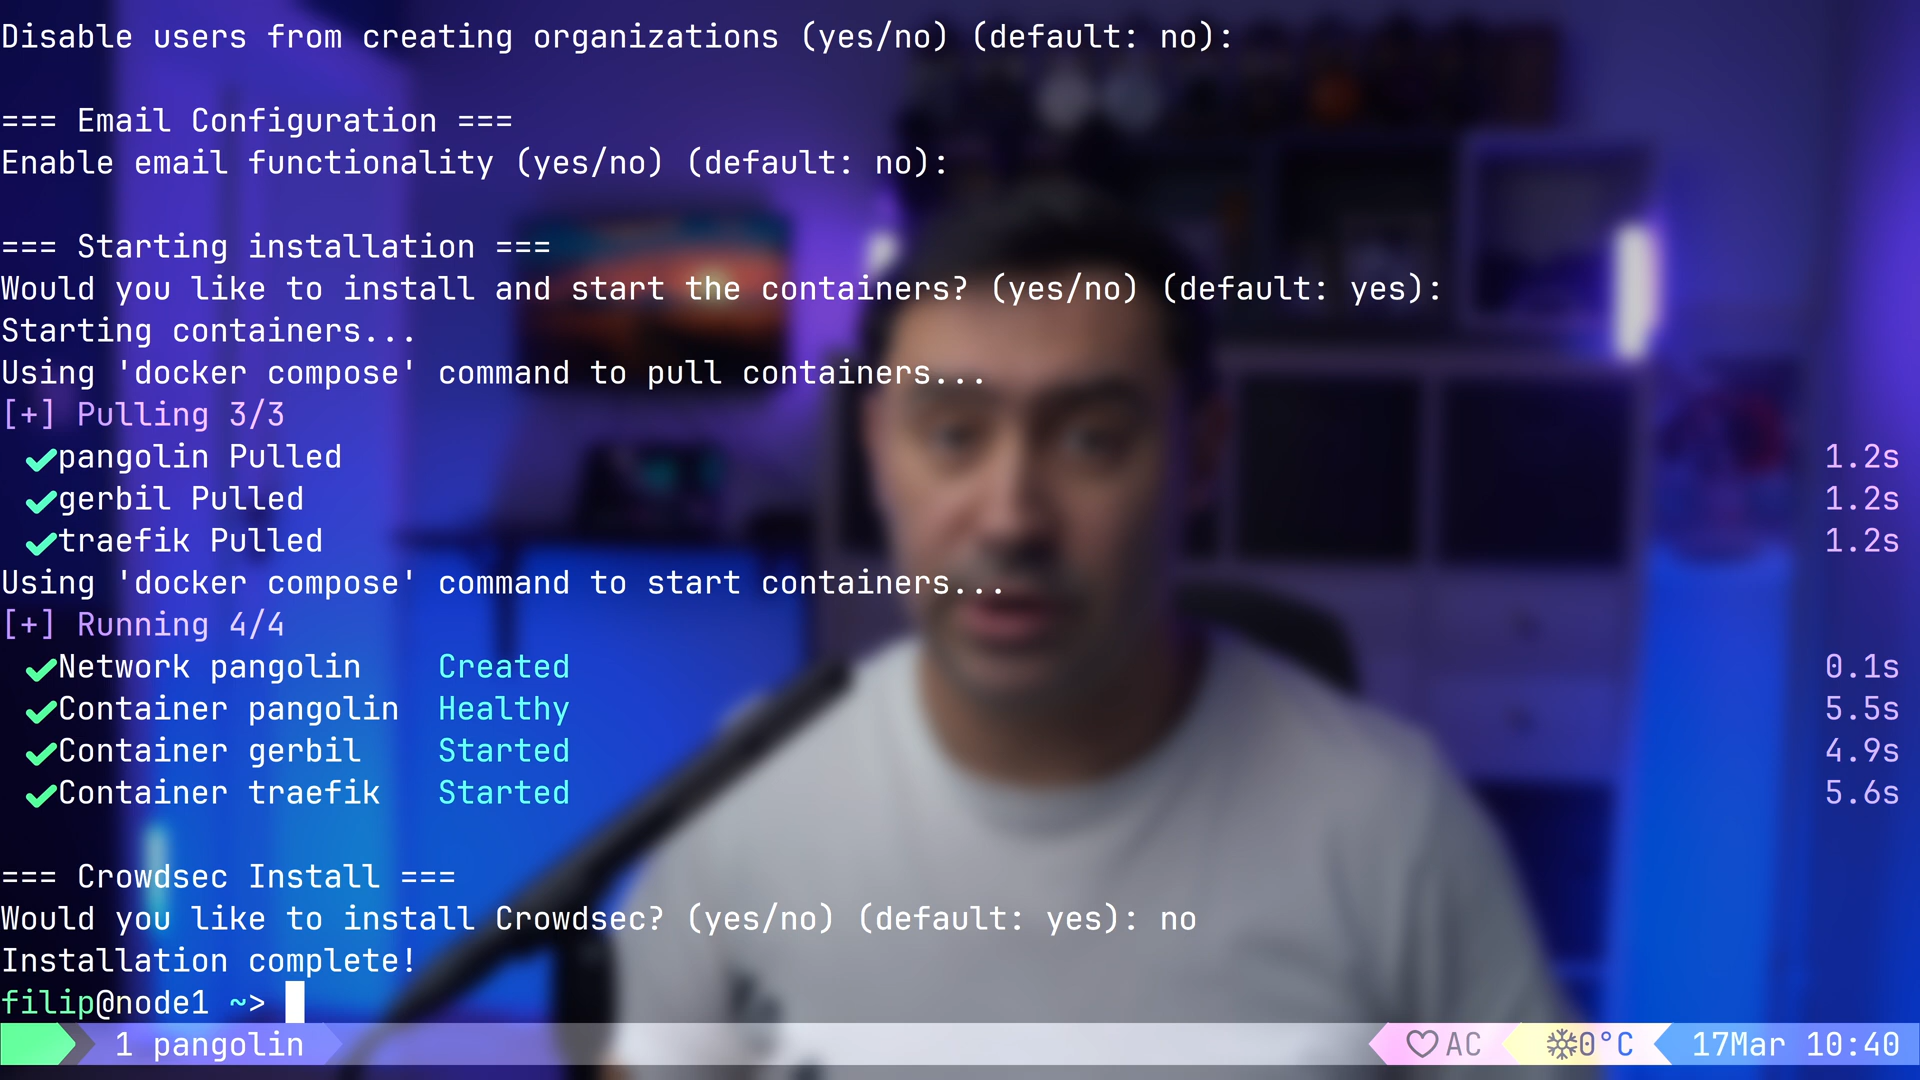 Disable users from creating organizations (yes/no) (default: no):
=== Email Configuration ===
Enable email functionality (yes/no) (default: no):
=== Starting installation ===
Would you like to install and start the containers? (yes/no) (default: yes):
Starting containers...
Using 'docker compose' command to pull containers...
[+] Pulling 3/3
✔pangolin Pulled 1.2s
✔gerbil Pulled 1.2s
✔traefik Pulled 1.2s
Using 'docker compose' command to start containers...
[+] Running 4/4
✔Network pangolin Created 0.1s
✔Container pangolin Healthy 5.5s
✔Container gerbil Started 4.9s
✔Container traefik Started 5.6s
=== Crowdsec Install ===
Would you like to install Crowdsec? (yes/no) (default: yes): no
Installation complete!
filip@node1 ~>
1 pangolin ♡ AC ❄0°C 17Mar 10:40